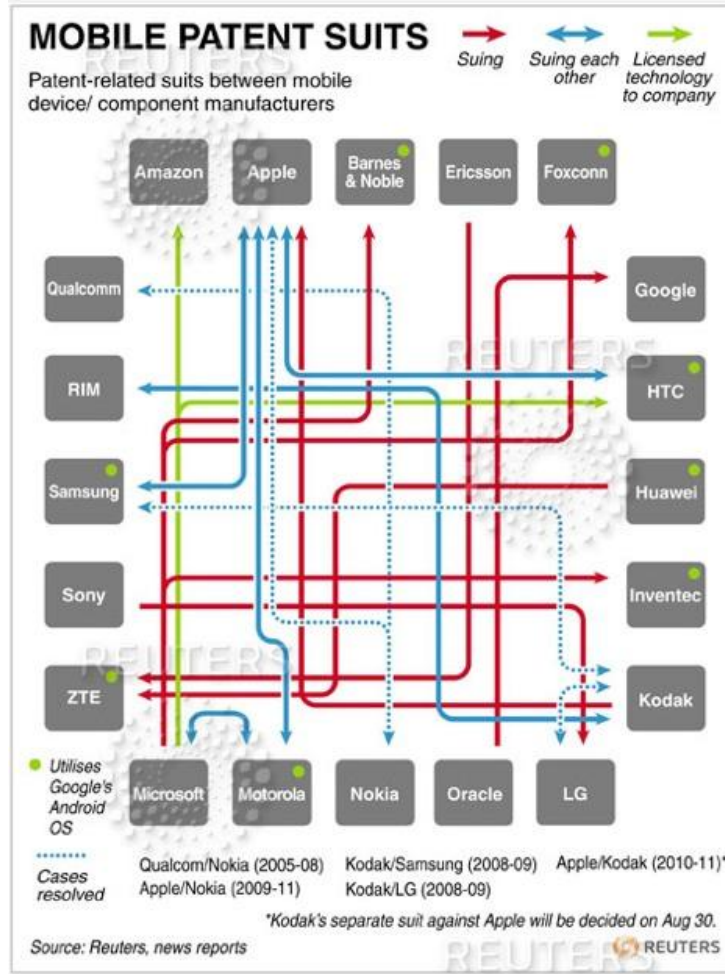 MOBILE PATENT SUITS
Patent-related suits between mobile
device/ component manufacturers
Suing
Suing each
other
Licensed
technology
to company
Amazon
Apple
Barnes
& Noble
Ericsson
Foxconn
Qualcomm
Google
RIM
HTC
Samsung
Huawei
Sony
Inventec
ZTE
Kodak
Microsoft
Motorola
Nokia
Oracle
LG
Utilises
Google's
Android
OS
Cases
resolved
Qualcom/Nokia (2005-08)
Apple/Nokia (2009-11)
Kodak/Samsung (2008-09)
Kodak/LG (2008-09)
Apple/Kodak (2010-11)*
*Kodak's separate suit against Apple will be decided on Aug 30.
Source: Reuters, news reports
REUTERS
REUTERS
REUTERS
REUTERS
REUTERS